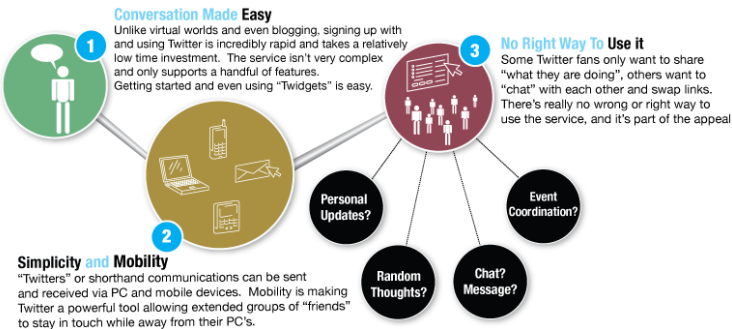 1
Conversation Made Easy
Unlike virtual worlds and even blogging, signing up with
and using Twitter is incredibly rapid and takes a relatively
low time investment.  The service isn't very complex
and only supports a handful of features.
Getting started and even using “Twidgets” is easy.
2
Simplicity and Mobility
“Twitters” or shorthand communications can be sent
and received via PC and mobile devices.  Mobility is making
Twitter a powerful tool allowing extended groups of “friends”
to stay in touch while away from their PC's.
3
No Right Way To Use it
Some Twitter fans only want to share
“what they are doing”, others want to
“chat” with each other and swap links.
There's really no wrong or right way to
use the service, and it's part of the appeal
Personal
Updates?
Random
Thoughts?
Chat?
Message?
Event
Coordination?